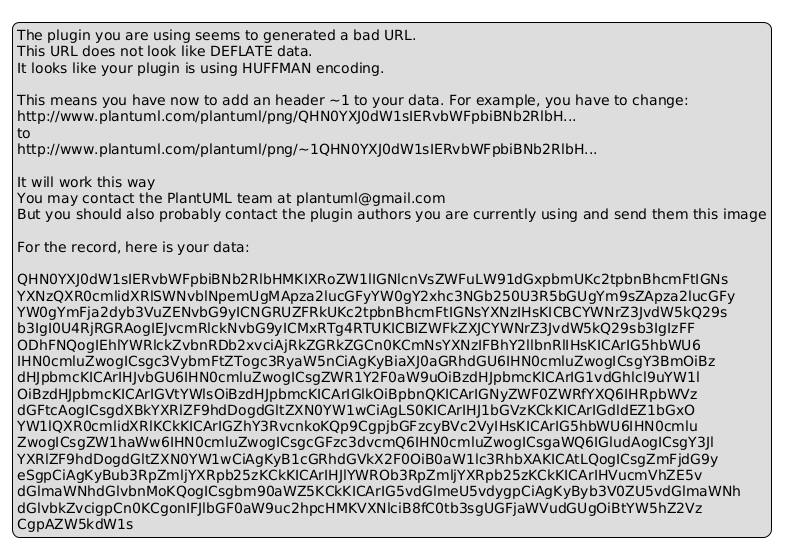 The plugin you are using seems to generated a bad URL.
This URL does not look like DEFLATE data.
It looks like your plugin is using HUFFMAN encoding.
This means you have now to add an header ~1 to your data. For example, you have to change:
http://www.plantuml.com/plantuml/png/QHN0YXJ0dW1sIERvbWFpbiBNb2RlbH...
to
http://www.plantuml.com/plantuml/png/~1QHN0YXJ0dW1sIERvbWFpbiBNb2RlbH...
It will work this way
You may contact the PlantUML team at plantuml@gmail.com
But you should also probably contact the plugin authors you are currently using and send them this image
For the record, here is your data:
QHN0YXJ0dW1sIERvbWFpbiBNb2RlbHMKIXRoZW1lIGNlcnVsZWFuLW91dGxpbmUKc2tpbnBhcmFtIGNs
YXNzQXR0cmlidXRlSWNvblNpemUgMApza2lucGFyYW0gY2xhc3NGb250U3R5bGUgYm9sZApza2lucGFy
YW0gYmFja2dyb3VuZENvbG9yICNGRUZFRkUKc2tpbnBhcmFtIGNsYXNzIHsKICBCYWNrZ3JvdW5kQ29s
b3IgI0U4RjRGRAogIEJvcmRlckNvbG9yICMxRTg4RTUKICBIZWFkZXJCYWNrZ3JvdW5kQ29sb3IgIzFF
ODhFNQogIEhlYWRlckZvbnRDb2xvciAjRkZGRkZGCn0KCmNsYXNzIFBhY2llbnRlIHsKICArIG5hbWU6
IHN0cmluZwogICsgc3VybmFtZTogc3RyaW5nCiAgKyBiaXJ0aGRhdGU6IHN0cmluZwogICsgY3BmOiBz
dHJpbmcKICArIHJvbGU6IHN0cmluZwogICsgZWR1Y2F0aW9uOiBzdHJpbmcKICArIG1vdGhlcl9uYW1l
OiBzdHJpbmcKICArIGVtYWlsOiBzdHJpbmcKICArIGlkOiBpbnQKICArIGNyZWF0ZWRfYXQ6IHRpbWVz
dGFtcAogICsgdXBkYXRlZF9hdDogdGltZXN0YW1wCiAgLS0KICArIHJ1bGVzKCkKICArIGdldEZ1bGxO
YW1lQXR0cmlidXRlKCkKICArIGZhY3RvcnkoKQp9CgpjbGFzcyBVc2VyIHsKICArIG5hbWU6IHN0cmlu
ZwogICsgZW1haWw6IHN0cmluZwogICsgcGFzc3dvcmQ6IHN0cmluZwogICsgaWQ6IGludAogICsgY3Jl
YXRlZF9hdDogdGltZXN0YW1wCiAgKyB1cGRhdGVkX2F0OiB0aW1lc3RhbXAKICAtLQogICsgZmFjdG9y
eSgpCiAgKyBub3RpZmljYXRpb25zKCkKICArIHJlYWROb3RpZmljYXRpb25zKCkKICArIHVucmVhZE5v
dGlmaWNhdGlvbnMoKQogICsgbm90aWZ5KCkKICArIG5vdGlmeU5vdygpCiAgKyByb3V0ZU5vdGlmaWNh
dGlvbkZvcigpCn0KCgonIFJlbGF0aW9uc2hpcHMKVXNlciB8fC0tb3sgUGFjaWVudGUgOiBtYW5hZ2Vz
CgpAZW5kdW1s